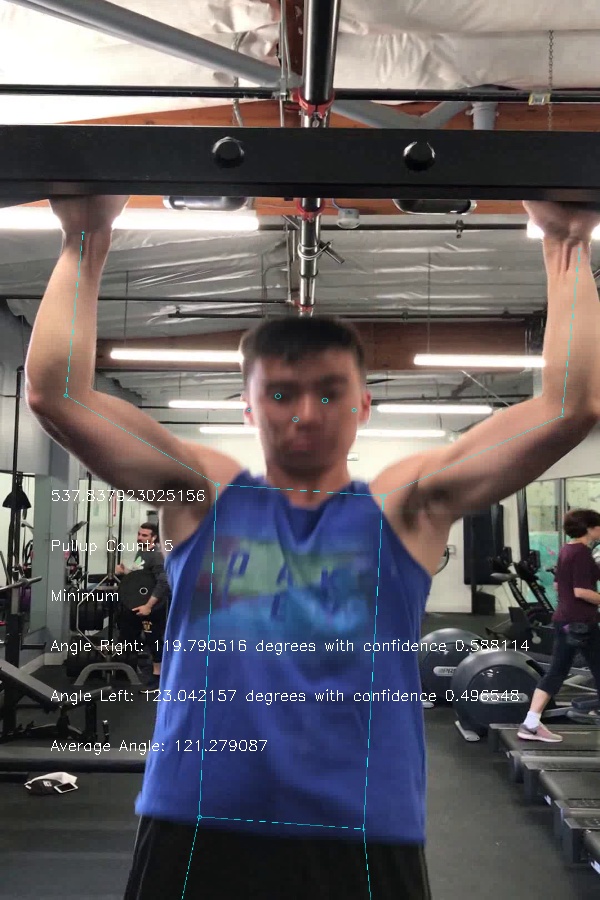 537.837923025156
Pullup Count: 5
Minimum
Angle Right: 119.790516 degrees with confidence 0.588114
Angle Left: 123.042157 degrees with confidence 0.496548
Average Angle: 121.279087